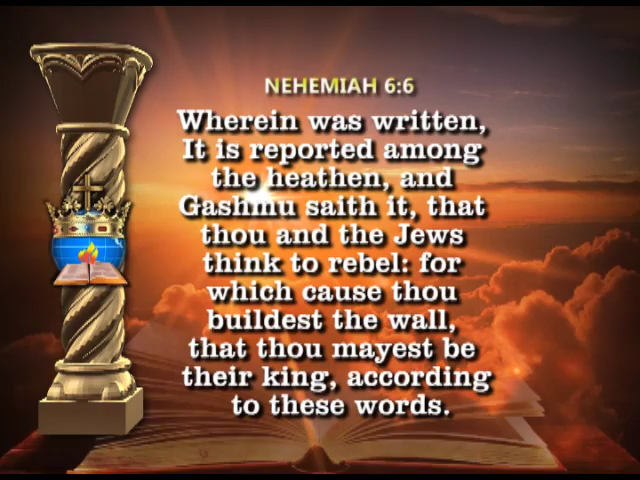 NEHEMIAH 6:6
Wherein was written,
It is reported among
the heathen, and
Gashmu saith it, that
thou and the Jews
think to rebel: for
which cause thou
buildest the wall,
that thou mayest be
their king, according
to these words.